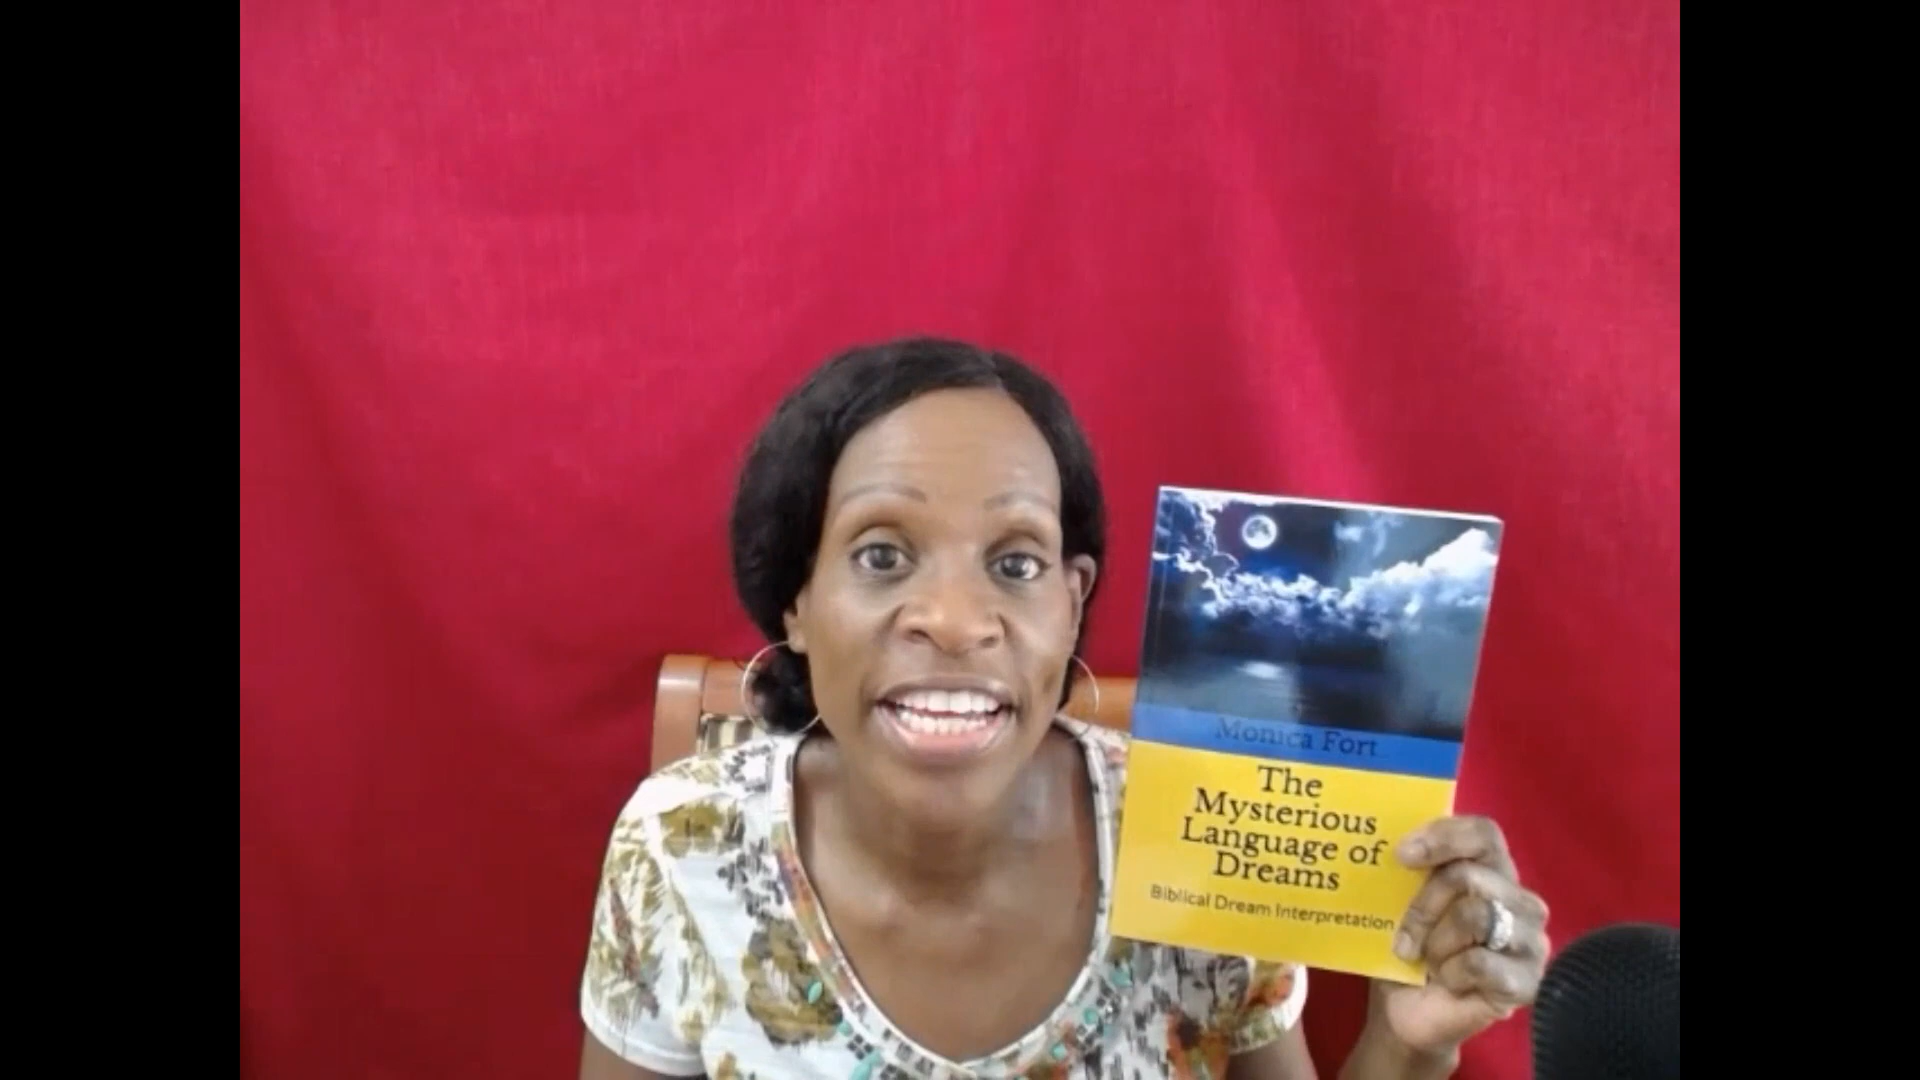 Monica Fort
The
Mysterious
Language of
Dreams
Biblical Dream Interpretation